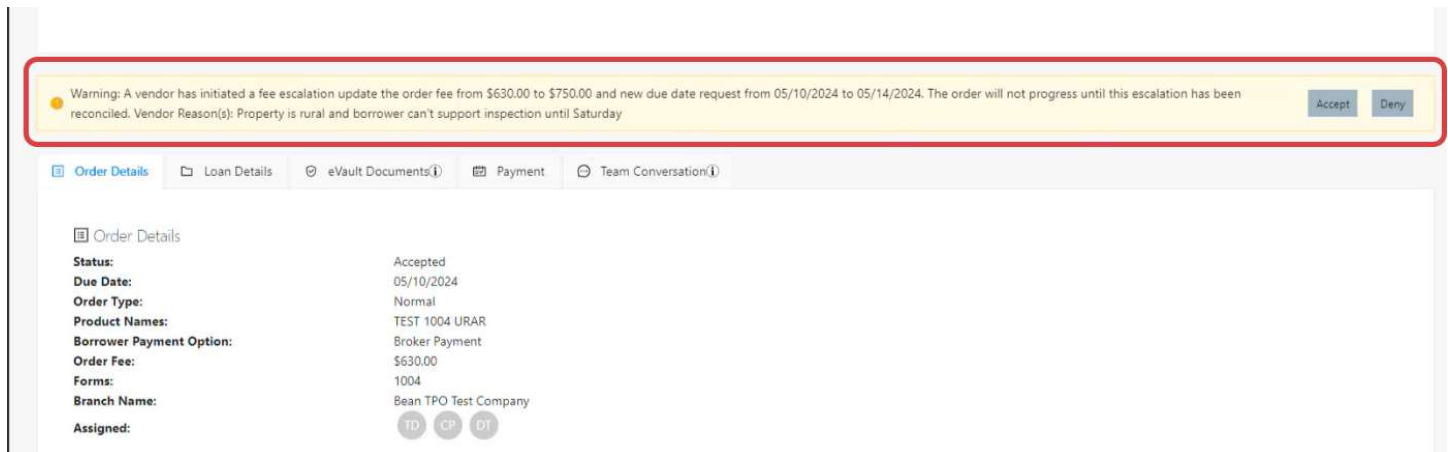 Warning: A vendor has initiated a fee escalation update the order fee from $630.00 to $750.00 and new due date request from 05/10/2024 to 05/14/2024. The order will not progress until this escalation has been
reconciled. Vendor Reason(s): Property is rural and borrower can't support inspection until Saturday
Accept Deny
Order Details Loan Details eVault Documents Payment Team Conversation
Order Details
Status: Accepted
Due Date: 05/10/2024
Order Type: Normal
Product Names: TEST 1004 URAR
Borrower Payment Option: Broker Payment
Order Fee: $630.00
Forms: 1004
Branch Name: Bean TPO Test Company
Assigned: TD CP DT